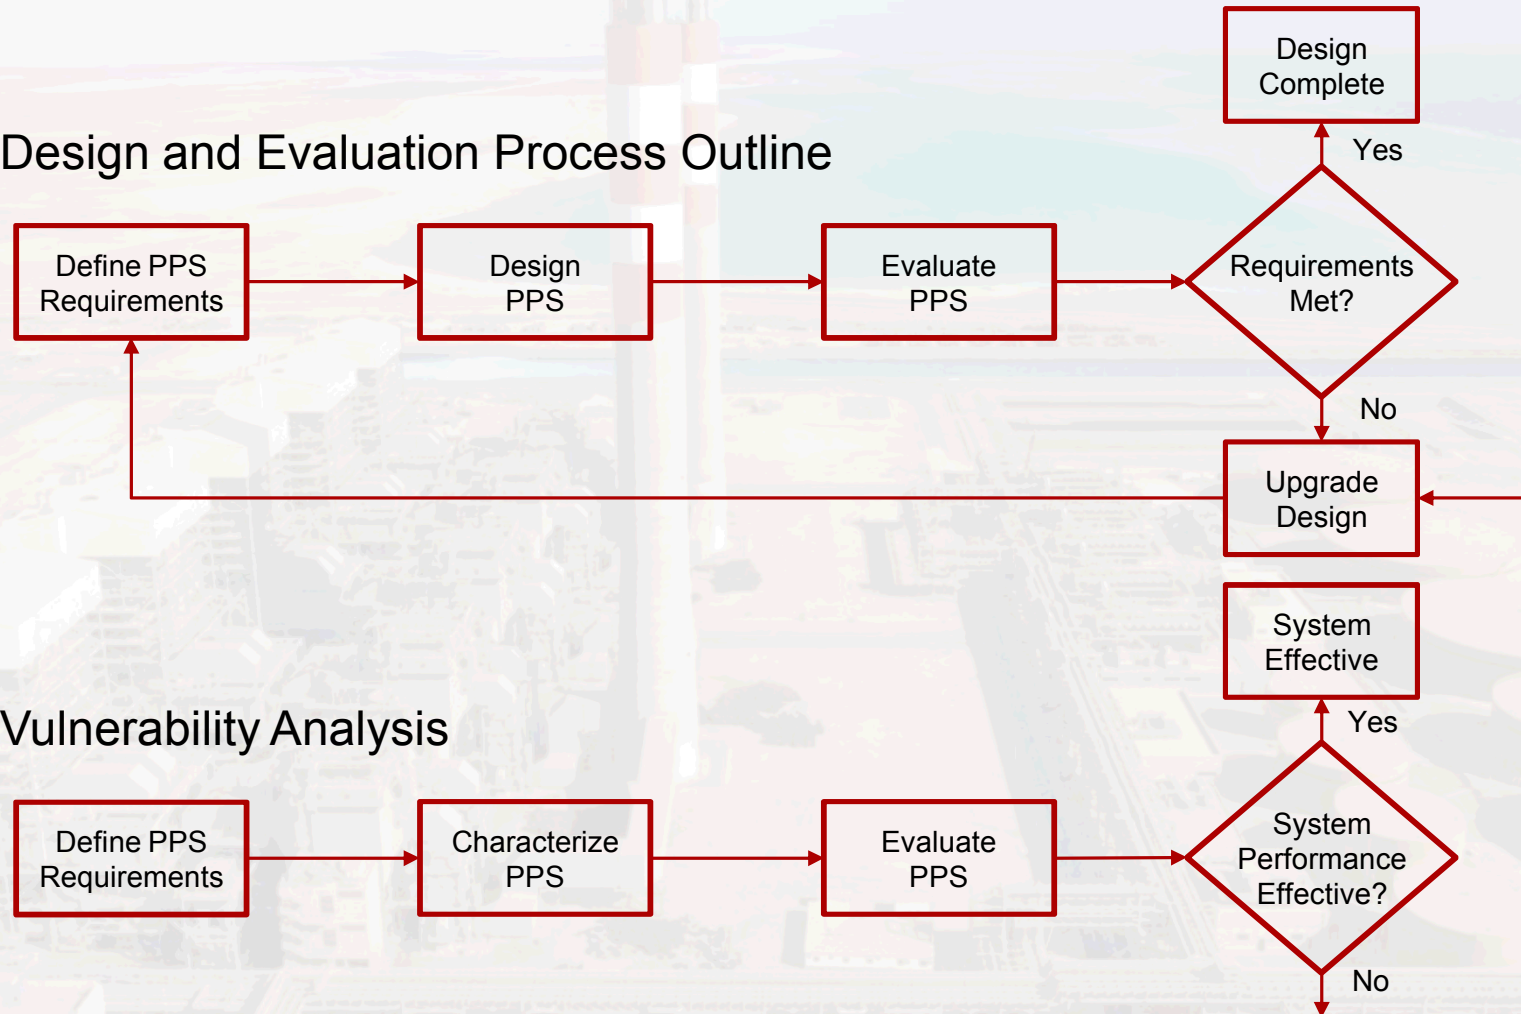 Design
Complete
Yes
Design and Evaluation Process Outline
Define PPS
Requirements
Design
PPS
Evaluate
PPS
Requirements
Met?
No
Upgrade
Design
System
Effective
Yes
Vulnerability Analysis
Define PPS
Requirements
Characterize
PPS
Evaluate
PPS
System
Performance
Effective?
No